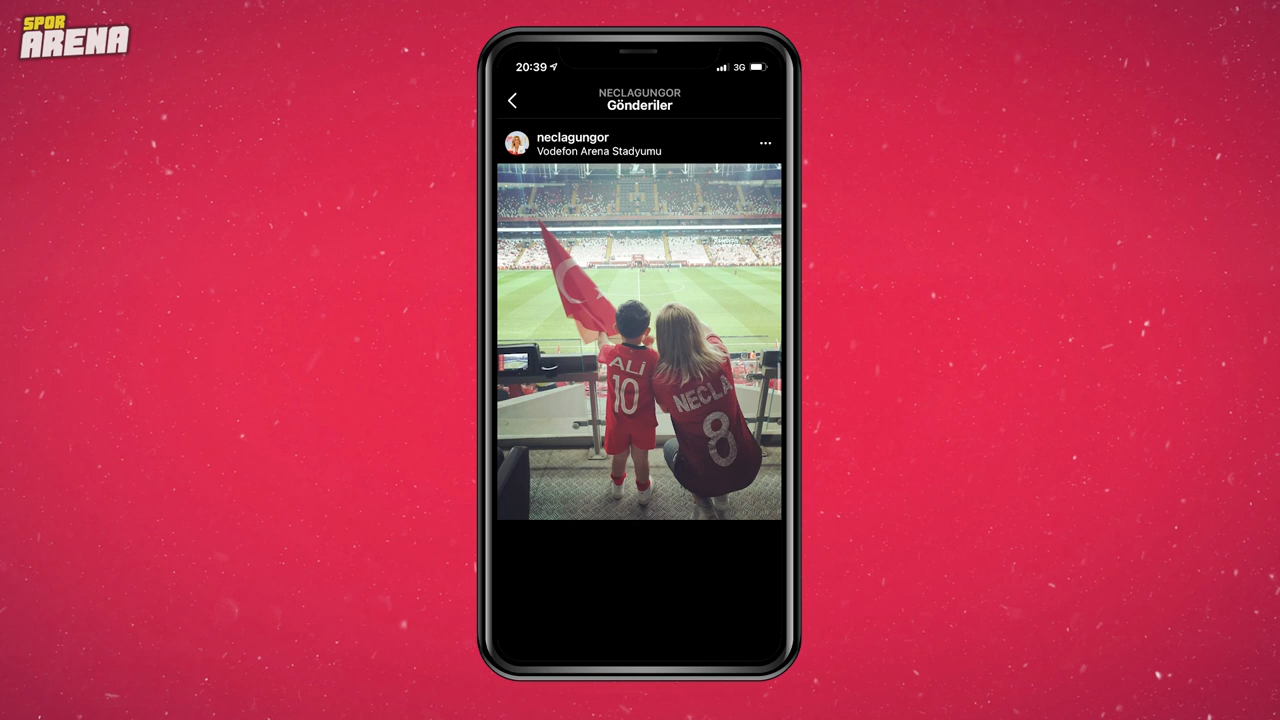 SPOR
ARENA
20:39
3G
NECLAGUNGOR
Gönderiler
neclagungor
Vodefon Arena Stadyumu
ALİ
10
NECLA
8